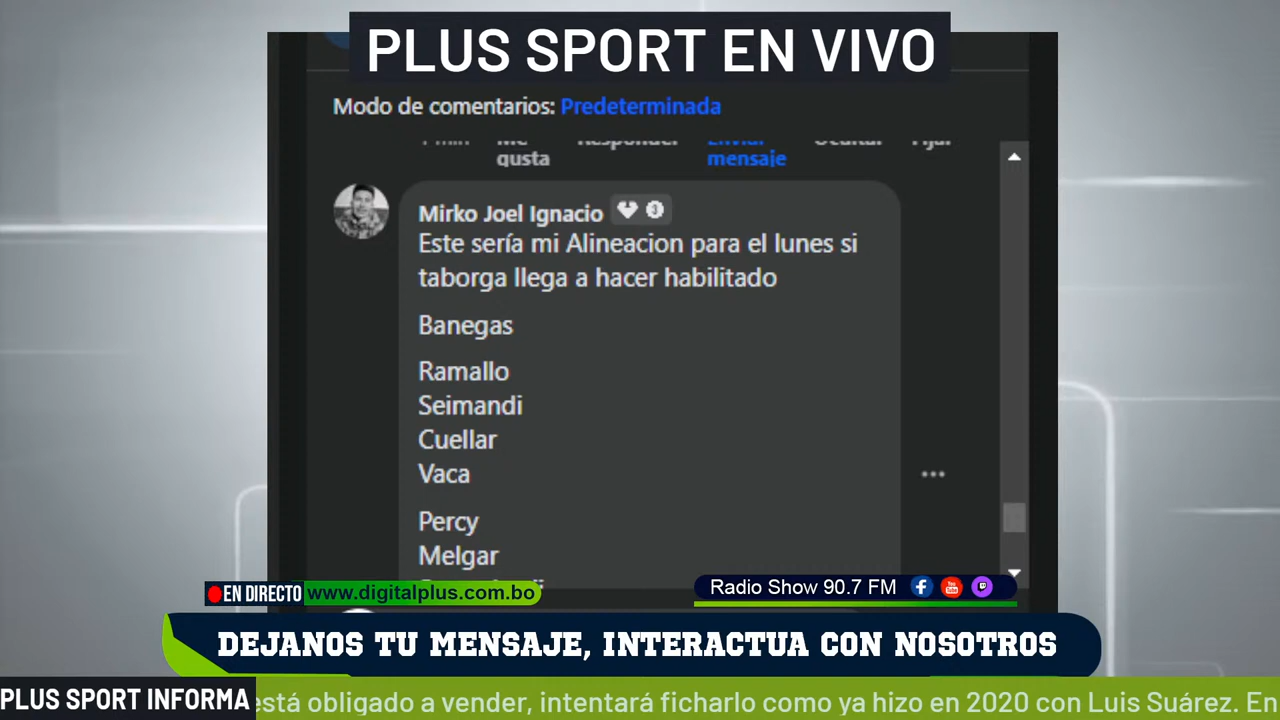 PLUS SPORT EN VIVO
Modo de comentarios: Predeterminada
gusta
mensaje
Mirko Joel Ignacio
Este sería mi Alineacion para el lunes si
taborga llega a hacer habilitado
Banegas
Ramallo
Seimandi
Cuellar
Vaca
Percy
Melgar
EN DIRECTO www.digitalplus.com.bo
Radio Show 90.7 FM
DEJANOS TU MENSAJE, INTERACTUA CON NOSOTROS
PLUS SPORT INFORMA está obligado a vender, intentará ficharlo como ya hizo en 2020 con Luis Suárez. En